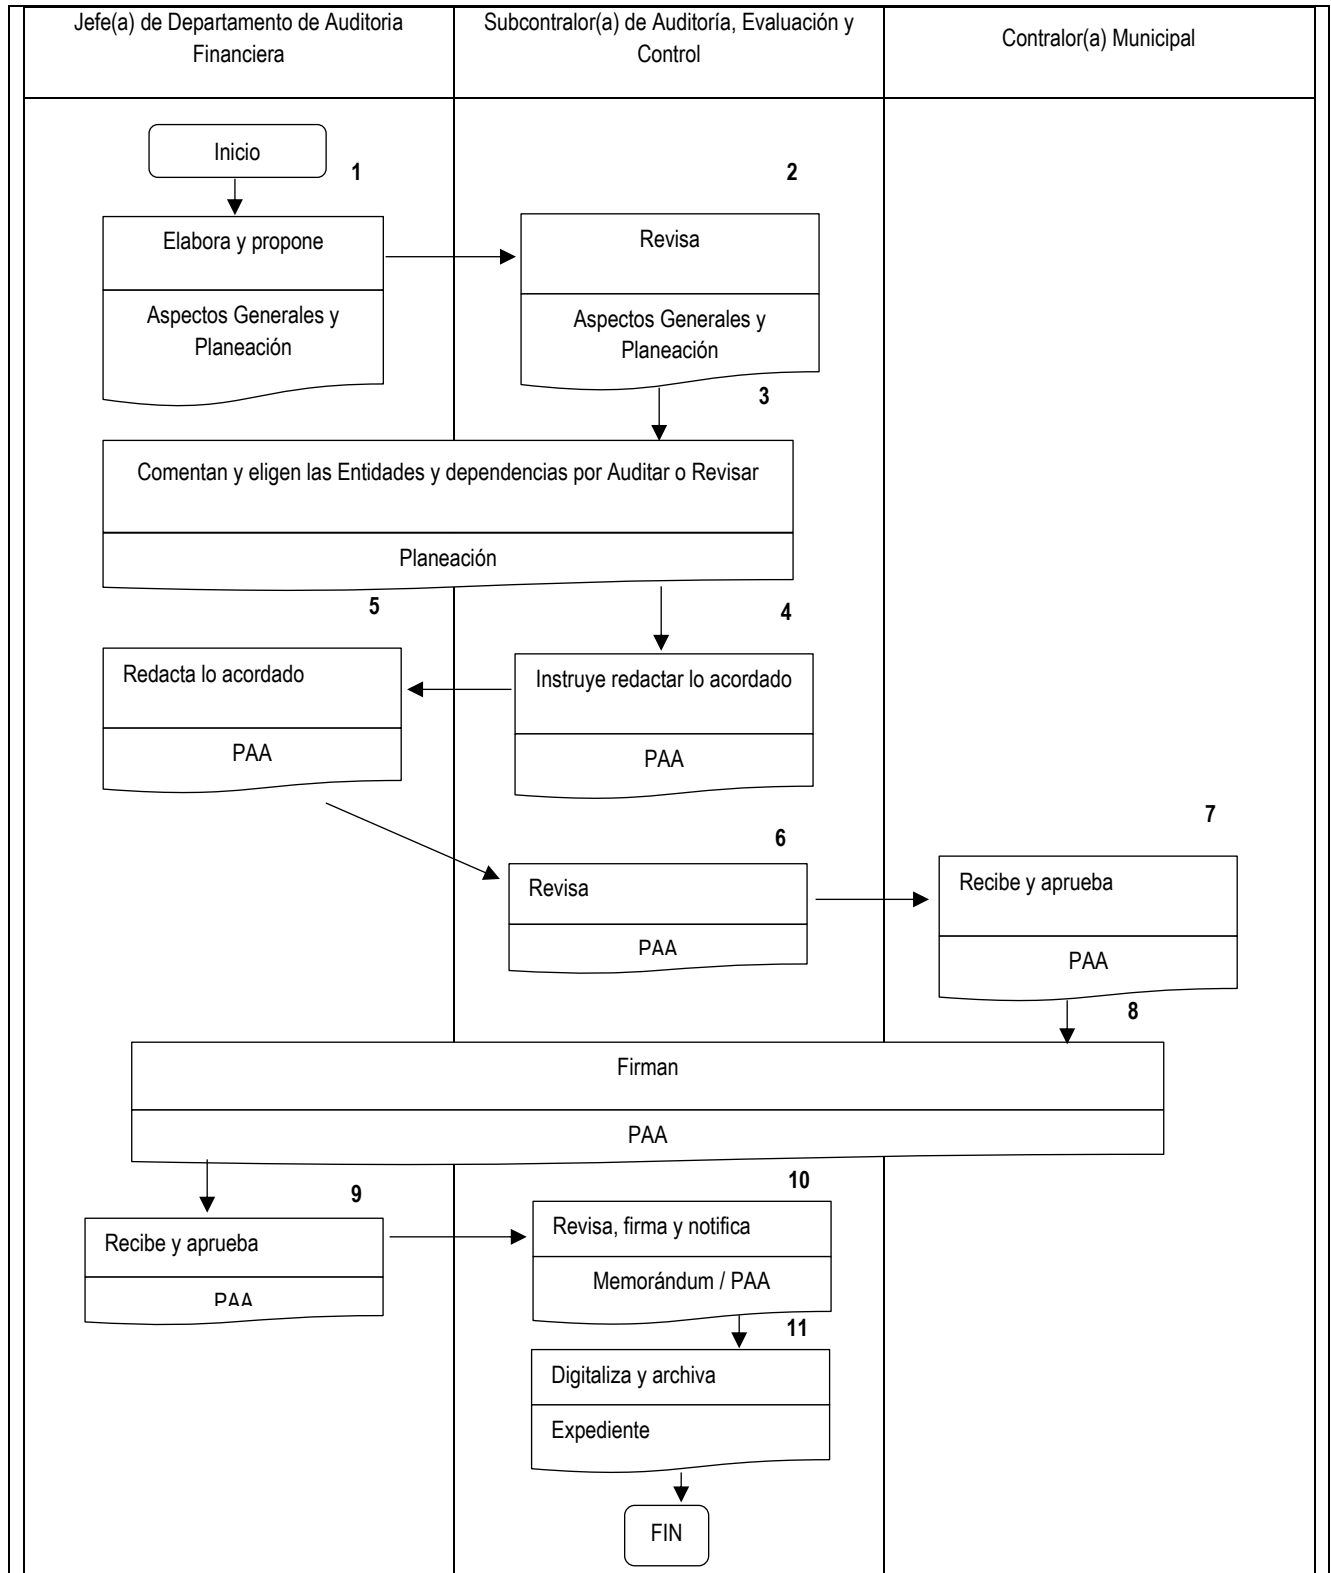 Jefe(a) de Departamento de Auditoria
Financiera
Subcontralor(a) de Auditoría, Evaluación y
Control
Contralor(a) Municipal
Inicio
1
2
Elabora y propone
Aspectos Generales y
Planeación
Revisa
Aspectos Generales y
Planeación
3
Comentan y eligen las Entidades y dependencias por Auditar o Revisar
Planeación
5
4
Redacta lo acordado
PAA
Instruye redactar lo acordado
PAA
6
7
Revisa
PAA
Recibe y aprueba
PAA
8
Firman
PAA
9
10
Recibe y aprueba
PAA
Revisa, firma y notifica
Memorándum / PAA
11
Digitaliza y archiva
Expediente
FIN